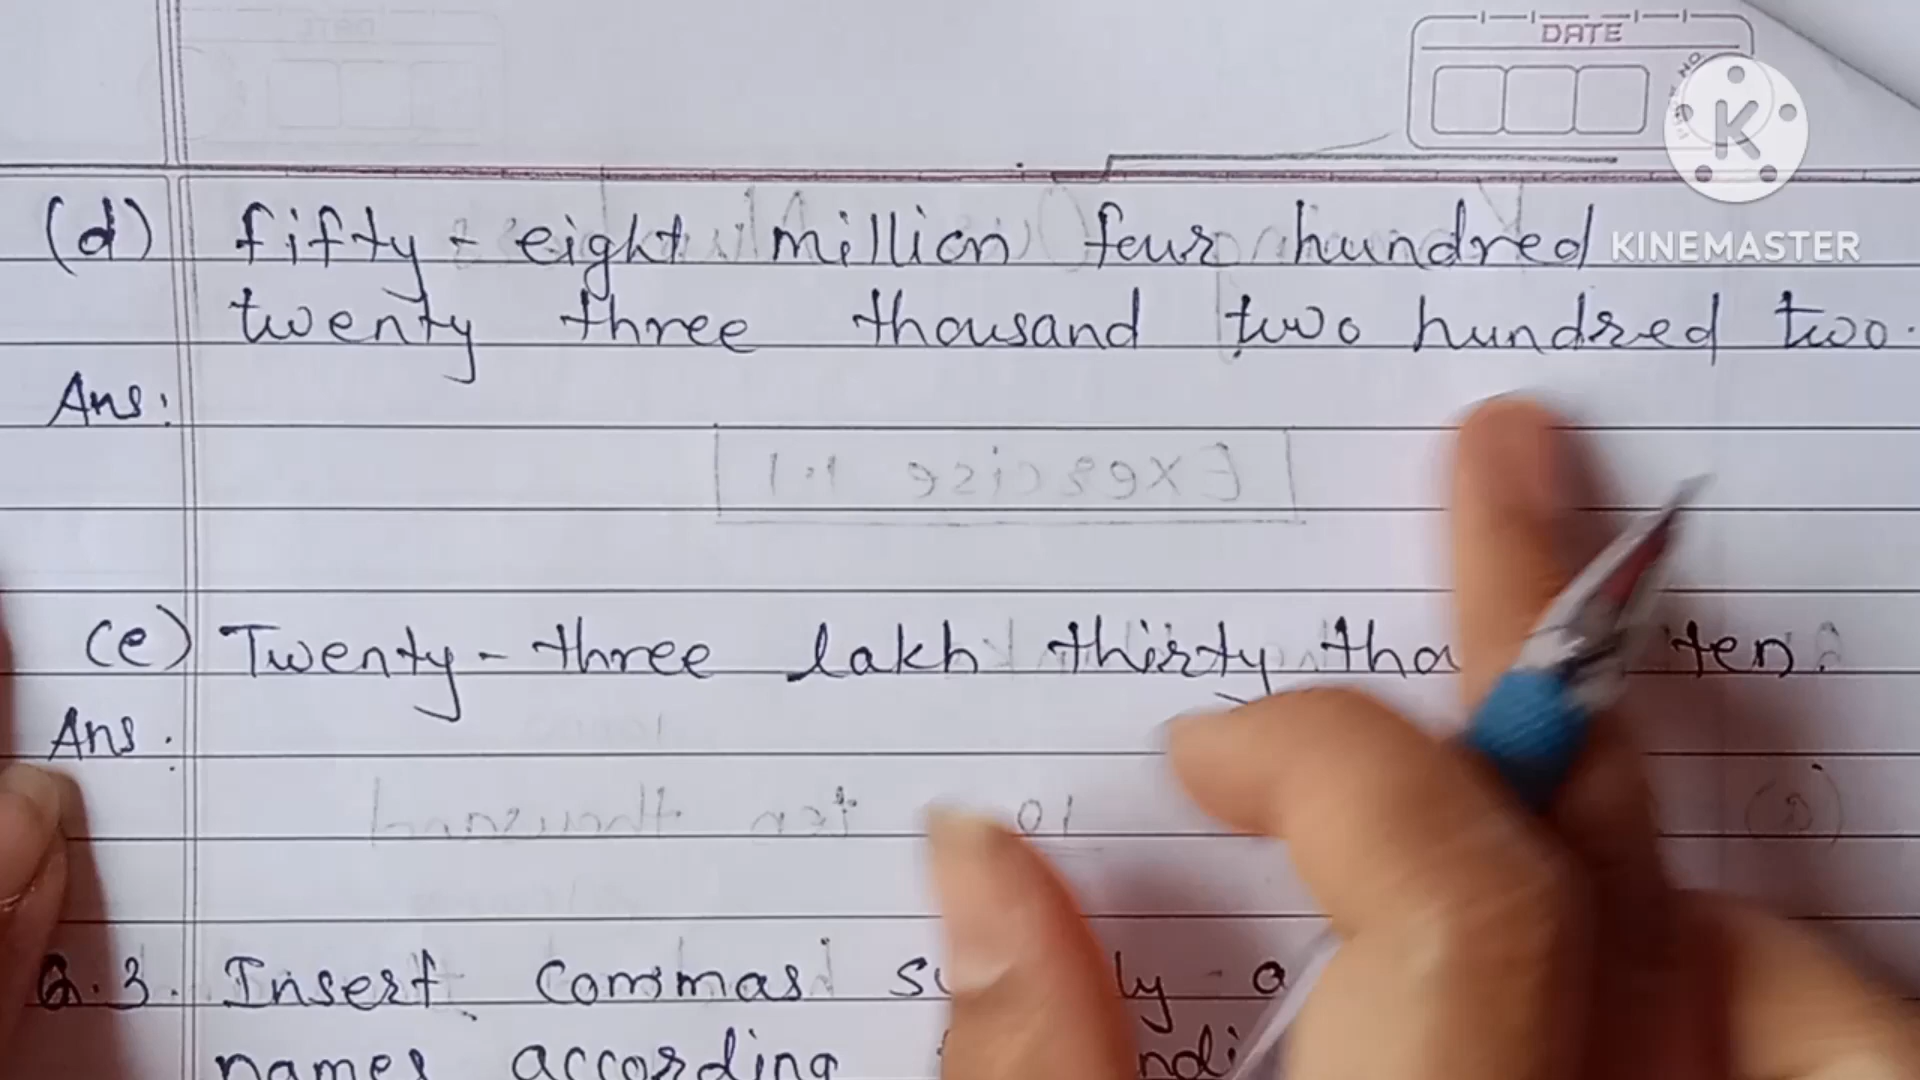 DATE
KINEMASTER
(d) fifty-eight million four hundred
twenty three thousand two hundred two.
Ans:
(e) Twenty-three lakh thirty tho ten.
Ans.
Q.3. Insert commas
names according